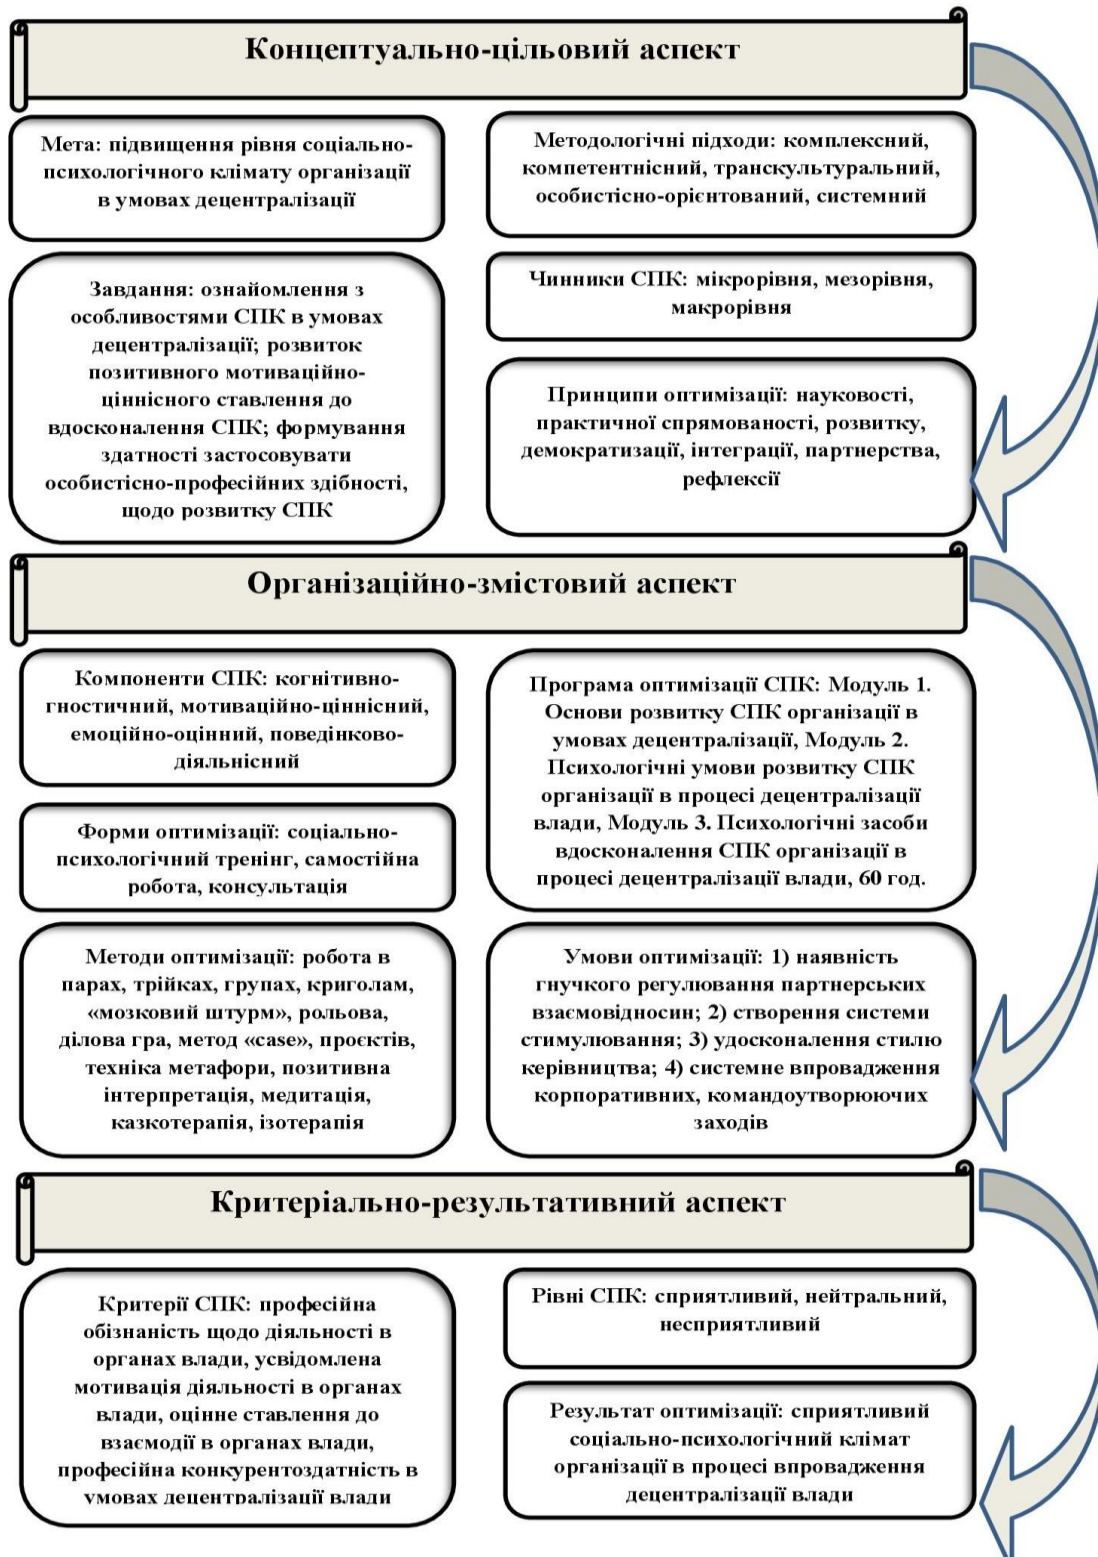 Концептуально-цільовий аспект
Мета: підвищення рівня соціально-
психологічного клімату організації
в умовах децентралізації
Завдання: ознайомлення з
особливостями СПК в умовах
децентралізації; розвиток
позитивного мотиваційно-
ціннісного ставлення до
вдосконалення СПК; формування
здатності застосовувати
особистісно-професійних здібності,
щодо розвитку СПК
Методологічні підходи: комплексний,
компетентнісний, транскультуральний,
особистісно-орієнтований, системний
Чинники СПК: мікрорівня, мезорівня,
макрорівня
Принципи оптимізації: науковості,
практичної спрямованості, розвитку,
демократизації, інтеграції, партнерства,
рефлексії
Організаційно-змістовий аспект
Компоненти СПК: когнітивно-
гностичний, мотиваційно-ціннісний,
емоційно-оцінний, поведінково-
діяльнісний
Форми оптимізації: соціально-
психологічний тренінг, самостійна
робота, консультація
Методи оптимізації: робота в
парах, трійках, групах, криголам,
«мозковий штурм», рольова,
ділова гра, метод «case», проєктів,
техніка метафори, позитивна
інтерпретація, медитація,
казкотерапія, ізотерапія
Програма оптимізації СПК: Модуль 1.
Основи розвитку СПК організації в
умовах децентралізації, Модуль 2.
Психологічні умови розвитку СПК
організації в процесі децентралізації
влади, Модуль 3. Психологічні засоби
вдосконалення СПК організації в
процесі децентралізації влади, 60 год.
Умови оптимізації: 1) наявність
гнучкого регулювання партнерських
взаємовідносин; 2) створення системи
стимулювання; 3) удосконалення стилю
керівництва; 4) системне впровадження
корпоративних, командоутворюючих
заходів
Критеріально-результативний аспект
Критерії СПК: професійна
обізнаність щодо діяльності в
органах влади, усвідомлена
мотивація діяльності в органах
влади, оцінне ставлення до
взаємодії в органах влади,
професійна конкурентоздатність в
умовах децентралізації влади
Рівні СПК: сприятливий, нейтральний,
несприятливий
Результат оптимізації: сприятливий
соціально-психологічний клімат
організації в процесі впровадження
децентралізації влади